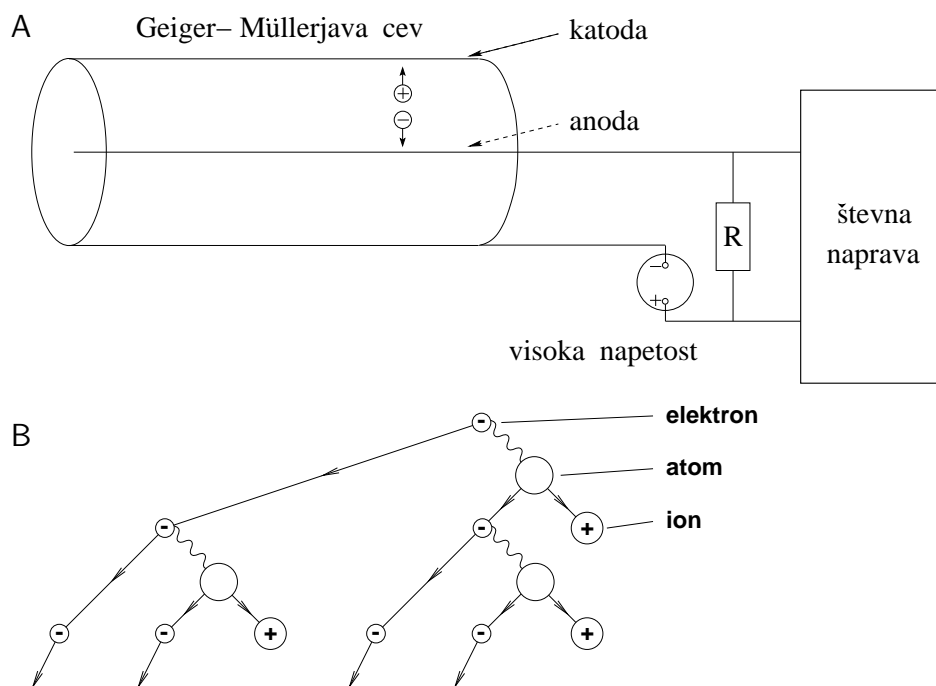 A
Geiger– Müllerjava cev
katoda
+
−
anoda
R
števna
naprava
−
+
visoka napetost
B
-
elektron
atom
-
-
+
ion
-
-
+
-
-
+